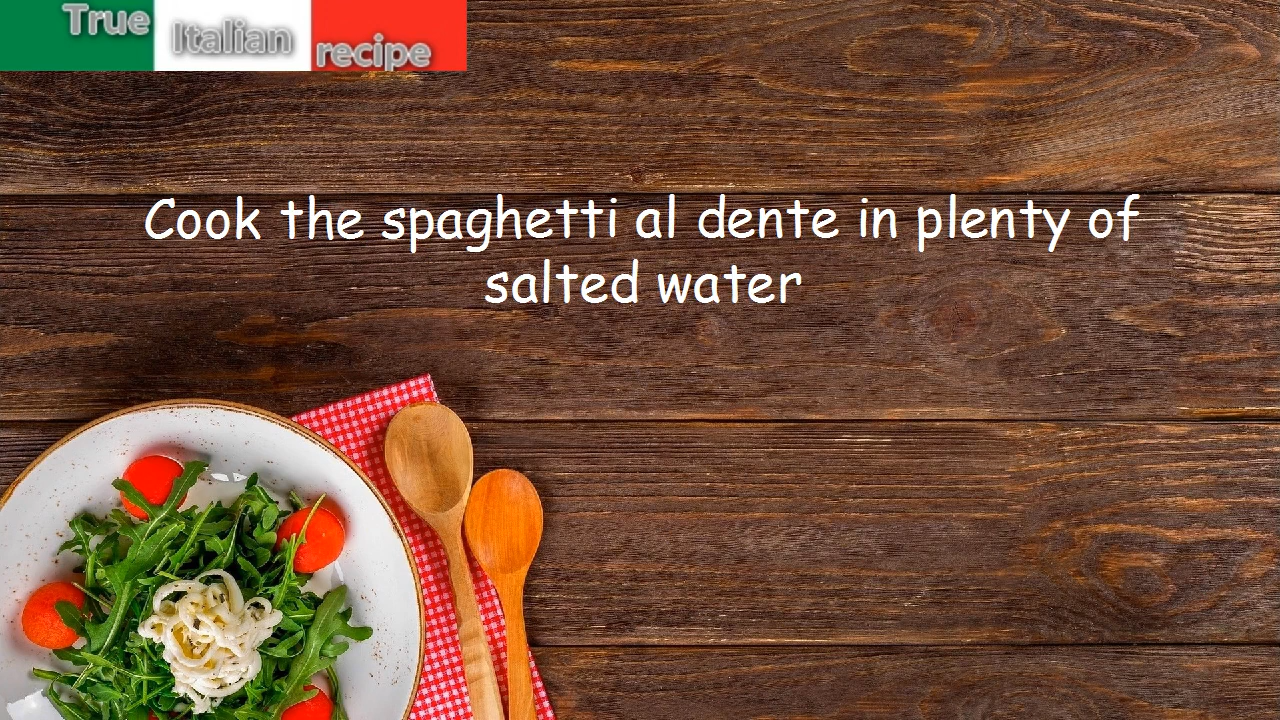 True Italian recipe
Cook the spaghetti al dente in plenty of
salted water